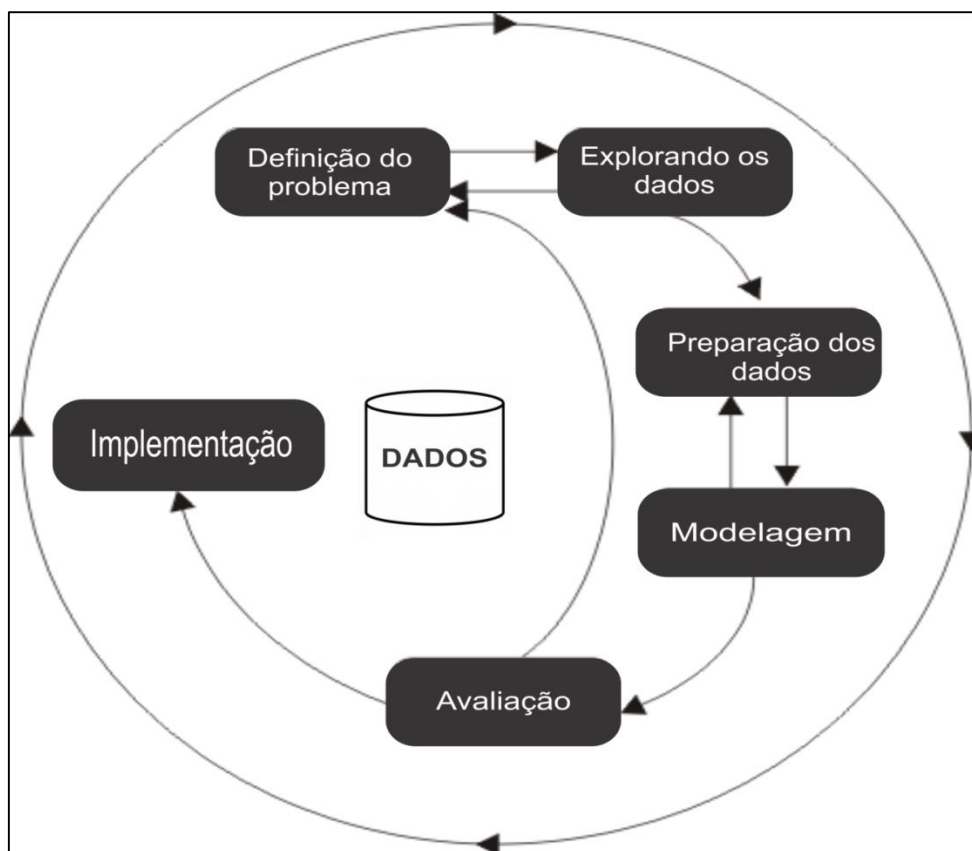 Definição do
problema
Explorando os
dados
Preparação dos
dados
Implementação
DADOS
Modelagem
Avaliação